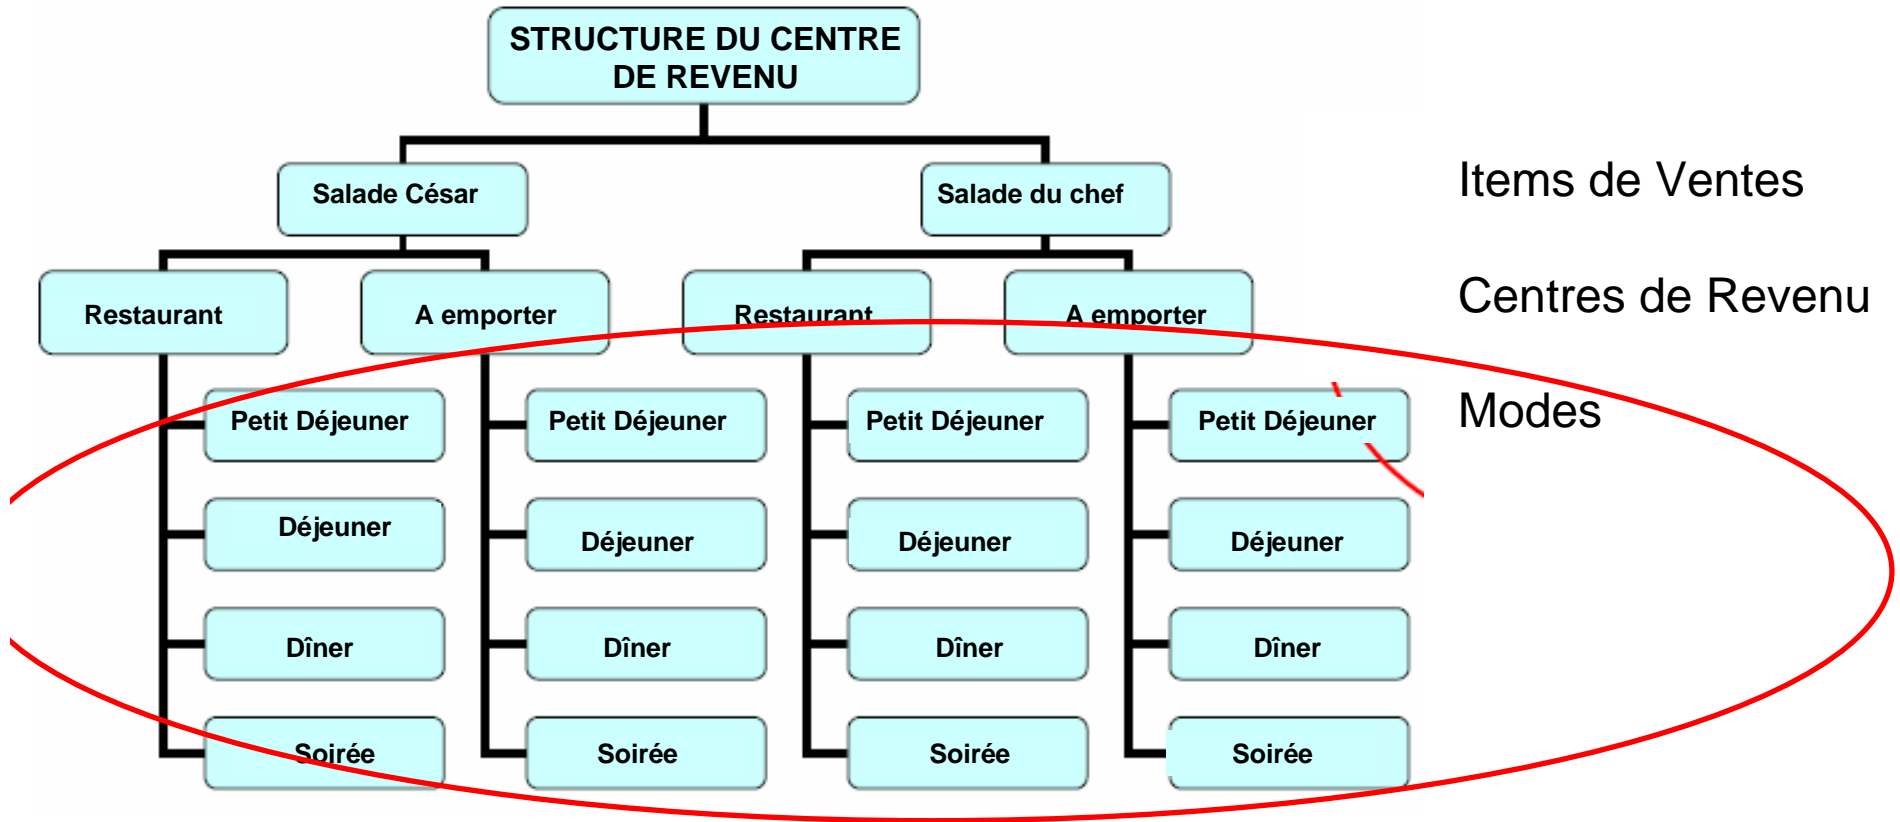 STRUCTURE DU CENTRE
DE REVENU
Salade César
Salade du chef
Items de Ventes
Restaurant
A emporter
Restaurant
A emporter
Centres de Revenu
Petit Déjeuner
Petit Déjeuner
Petit Déjeuner
Petit Déjeuner
Modes
Déjeuner
Déjeuner
Déjeuner
Déjeuner
Dîner
Dîner
Dîner
Dîner
Soirée
Soirée
Soirée
Soirée